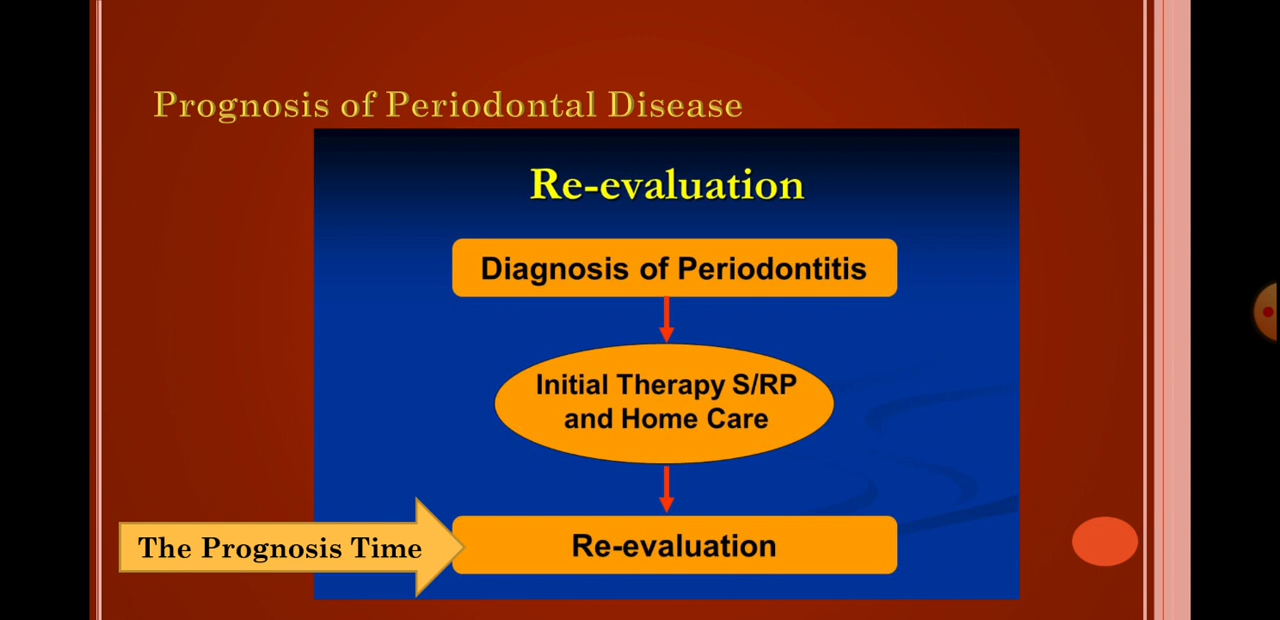 Prognosis of Periodontal Disease
Re-evaluation
Diagnosis of Periodontitis
Initial Therapy S/RP
and Home Care
The Prognosis Time
Re-evaluation